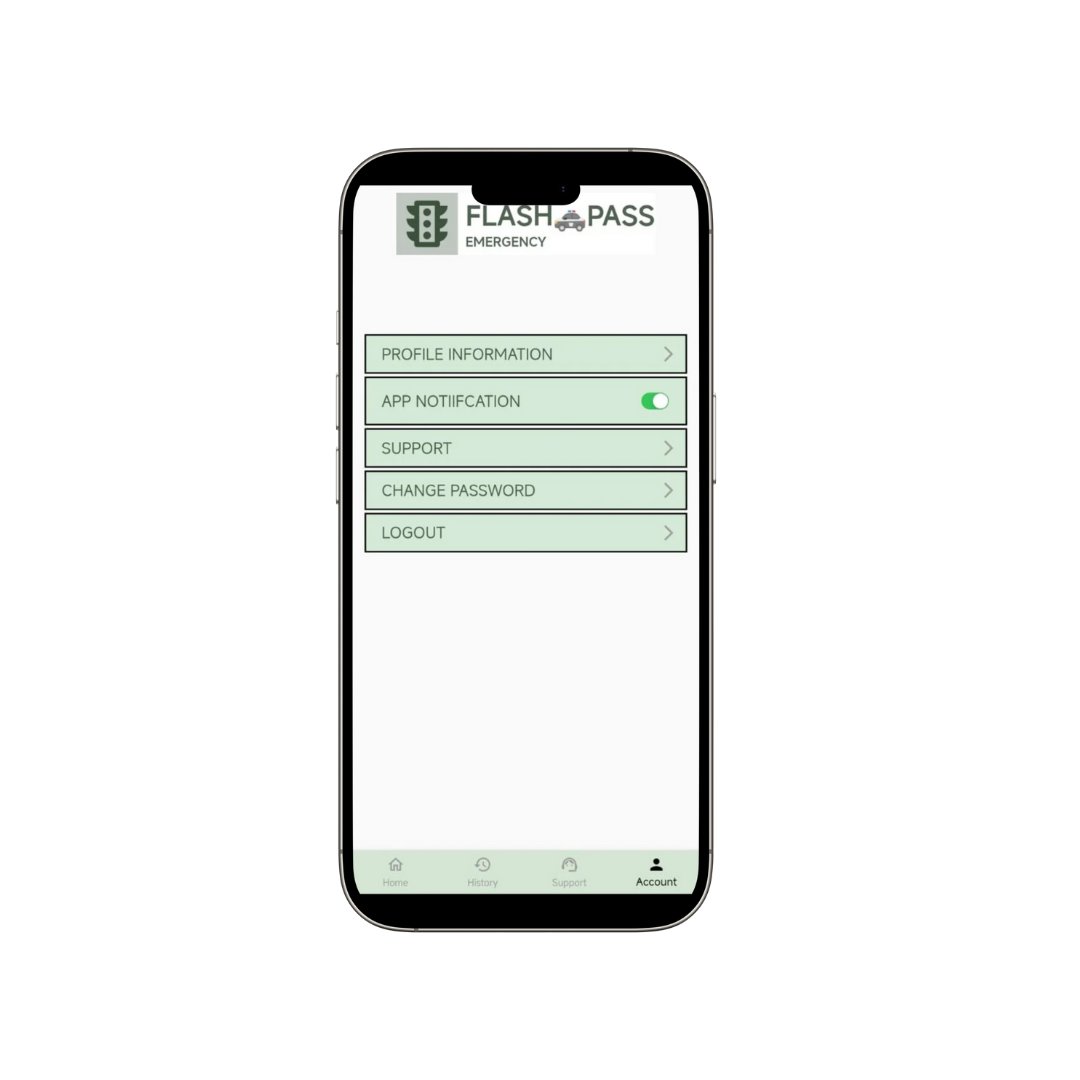 FLASH PASS
EMERGENCY
PROFILE INFORMATION
APP NOTIIFCATION
SUPPORT
CHANGE PASSWORD
LOGOUT
Home History Support Account